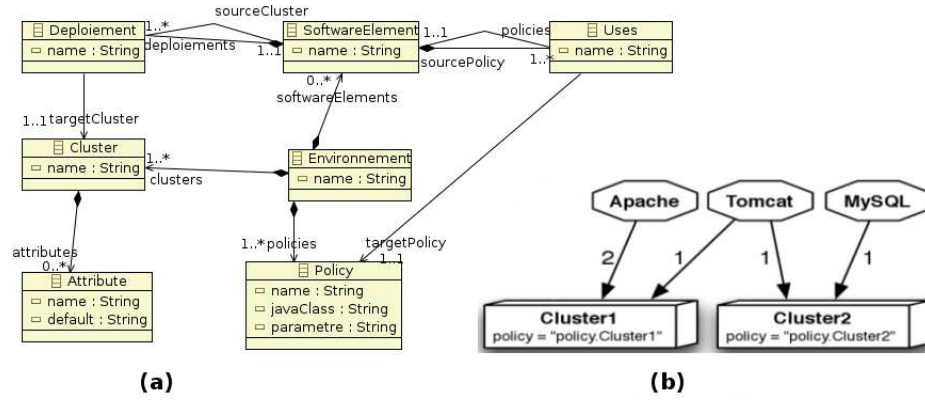 sourceCluster
Deploiement
1..*
SoftwareElement
1..1
policies
Uses
name : String
deploiements
1..1
name : String
sourcePolicy
1..*
name : String
0..*
softwareElements
1..1 targetCluster
Cluster
name : String
1..*
clusters
Environnement
name : String
attributes
0..*
1..* policies
targetPolicy
1..1
Attribute
name : String
default : String
Policy
name : String
javaClass : String
parametre : String
Apache
Tomcat
MySQL
2
1
1
1
Cluster1
policy = "policy.Cluster1"
Cluster2
policy = "policy.Cluster2"
(a)
(b)